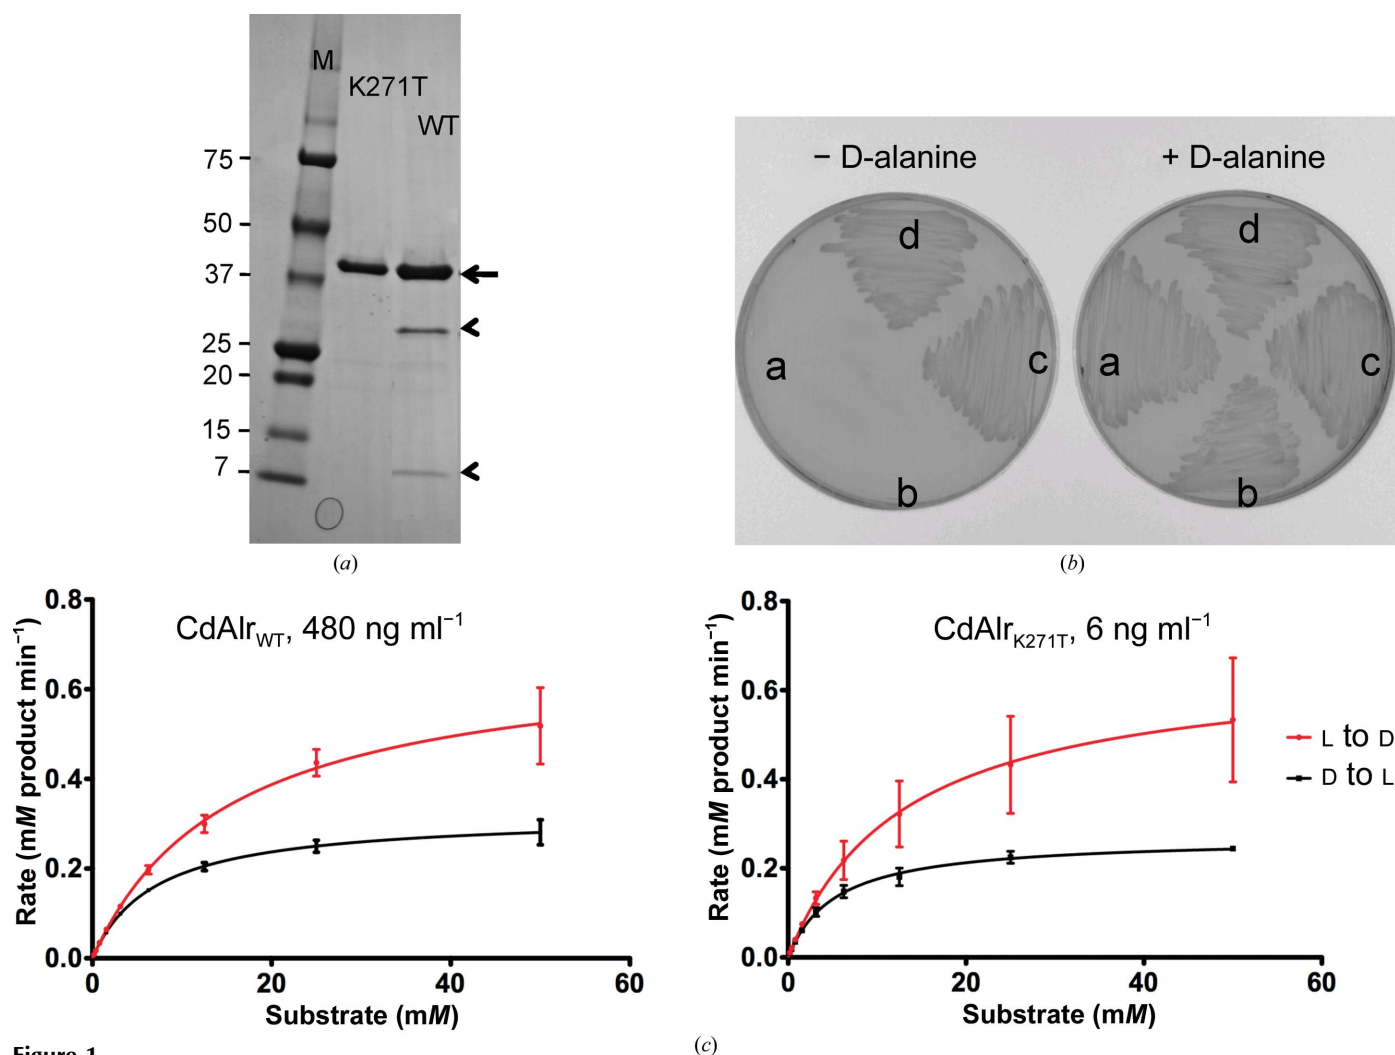 M
K271T
WT
75
50
37
25
20
15
7
(a)
− D-alanine
+ D-alanine
d
a
c
b
d
a
c
b
(b)
CdAlrWT, 480 ng ml−1
Rate (mM product min−1)
0.8
0.6
0.4
0.2
0.0
0 20 40 60
Substrate (mM)
CdAlrK271T, 6 ng ml−1
Rate (mM product min−1)
0.8
0.6
0.4
0.2
0.0
0 20 40 60
Substrate (mM)
L to D
D to L
(c)
Figure 1